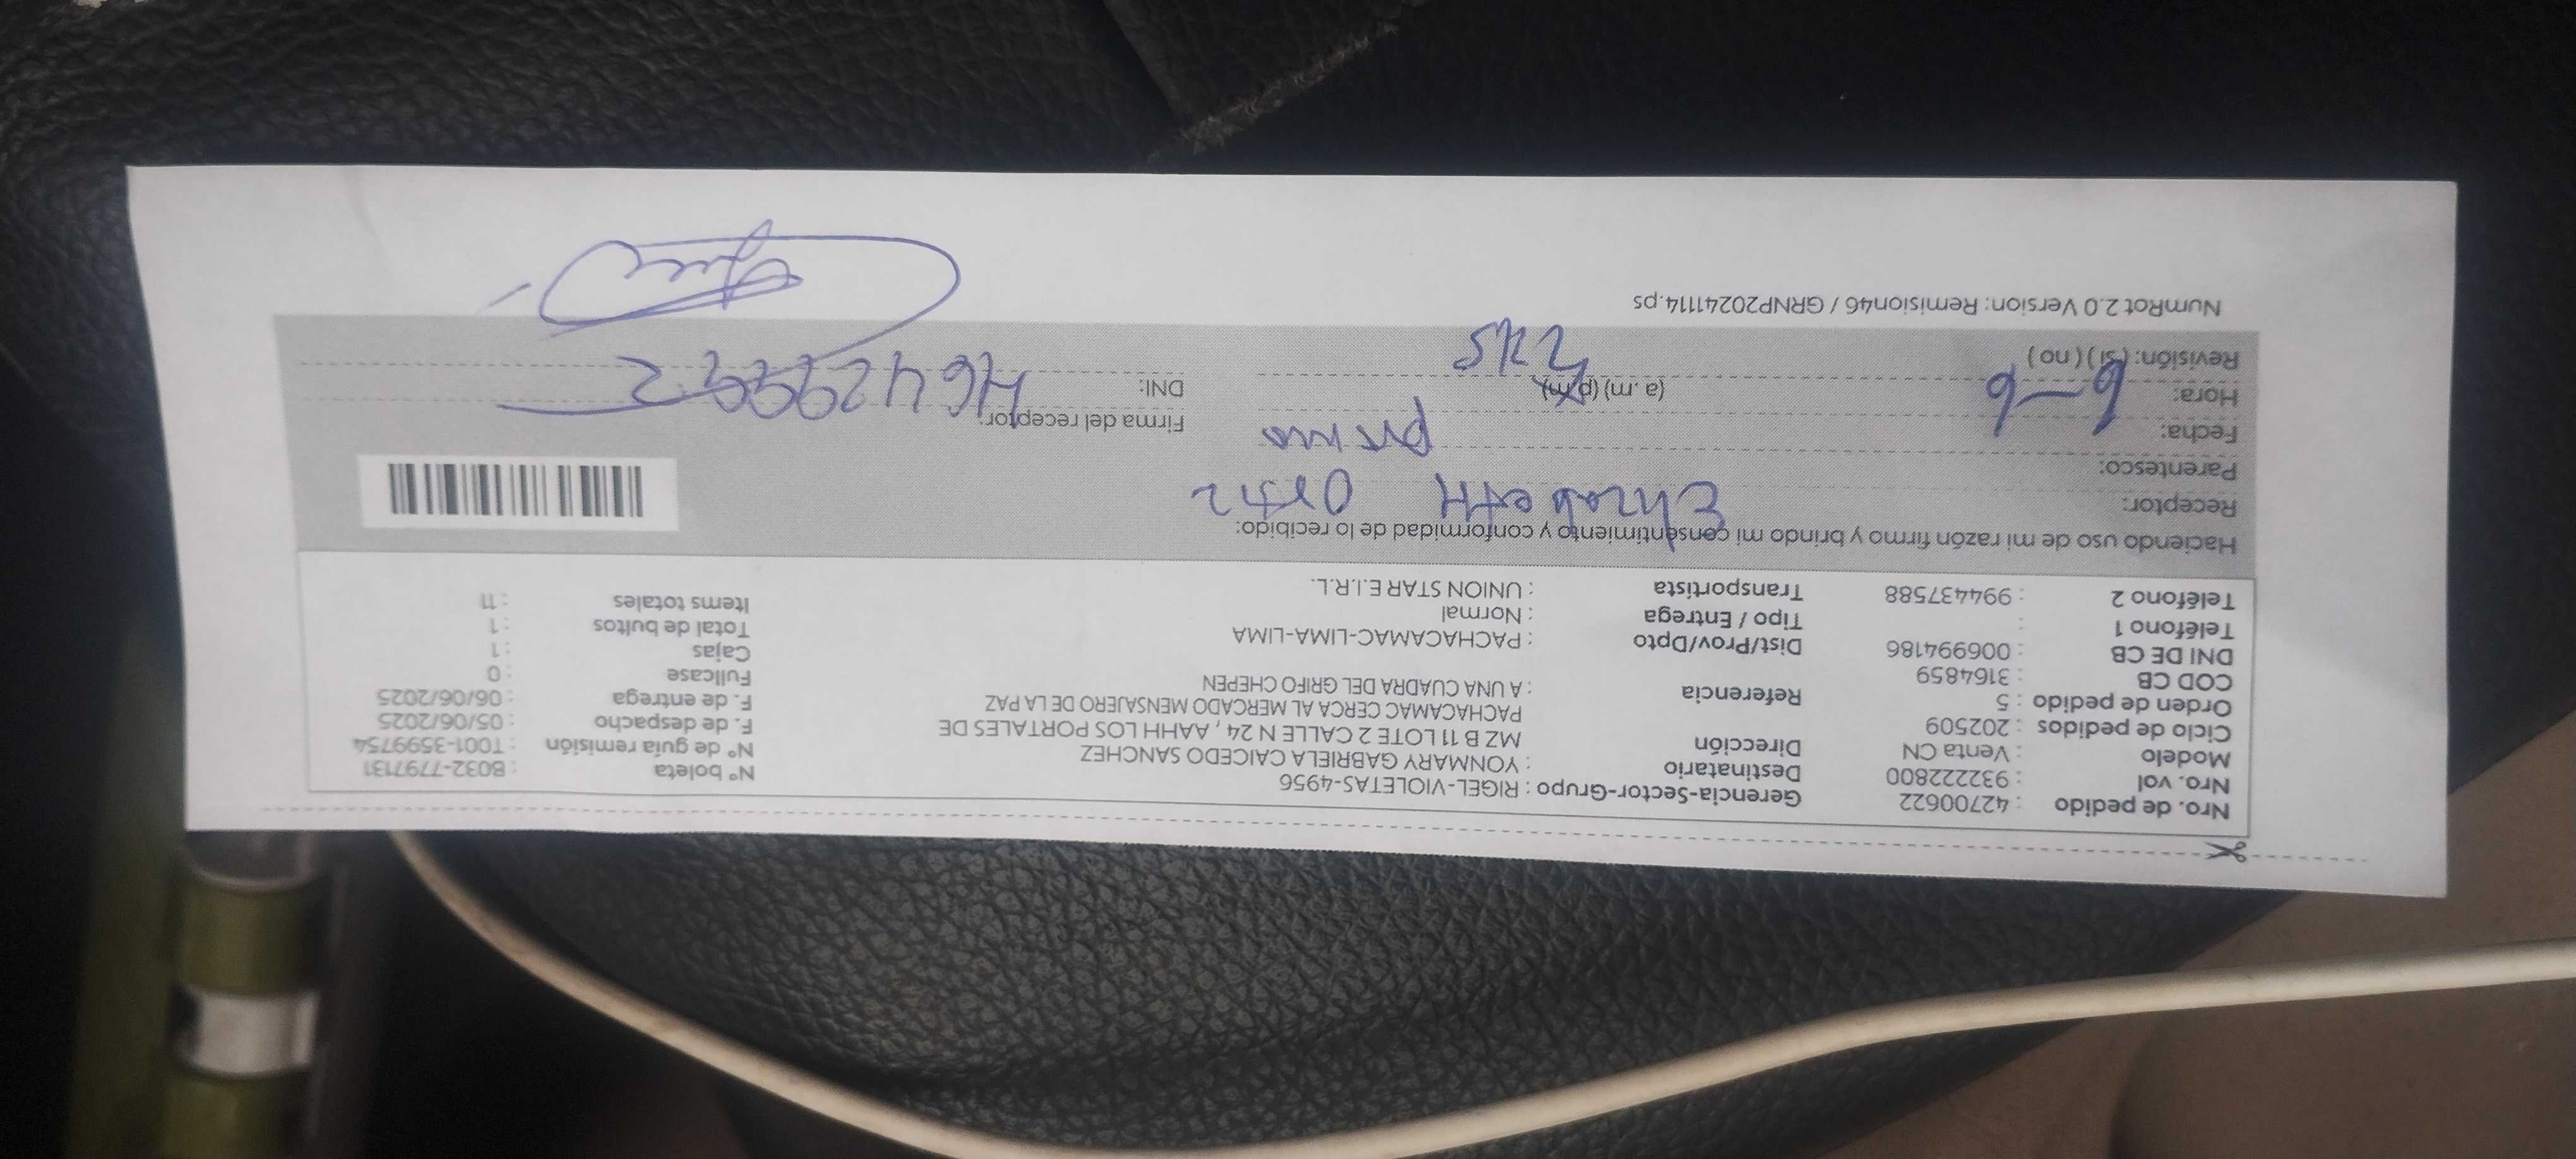 Nro. de pedido : 42700622 Gerencia-Sector-Grupo : RIGEL-VIOLETAS-4956 Nº boleta : B032-7797131
Nro. vol : 932222800 Destinatario : YONMARY GABRIELA CAICEDO SANCHEZ Nº de guía remisión : T001-3599754
Modelo : Venta CN Dirección MZ B 11 LOTE 2 CALLE N 24 , AAHH LOS PORTALES DE F. de despacho : 05/06/2025
Ciclo de pedidos : 202509 PACHACAMAC CERCA AL MERCADO MENSAJERO DE LA PAZ F. de entrega : 06/06/2025
Orden de pedido : 5 Referencia : A UNA CUADRA DEL GRIFO CHEPEN Fullcase : 0
COD CB : 3164859 Cajas : 1
DNI DE CB : 006994186 Dist/Prov/Dpto : PACHACAMAC-LIMA-LIMA Total de bultos : 1
Teléfono 1 : Tipo / Entrega : Normal Items totales : 11
Teléfono 2 : 994437588 Transportista : UNION STAR E.I.R.L.
Haciendo uso de mi razón firmo y brindo mi consentimiento y conformidad de lo recibido:
Receptor: Elizabeth Ortiz
Parentesco:
Fecha: 6-6 Firma del receptor:
Hora: (a.m) (p.m) DNI:
Revisión: (si) (no)
NumRot 2.0 Version: Remision46 / GRNP20241114.ps